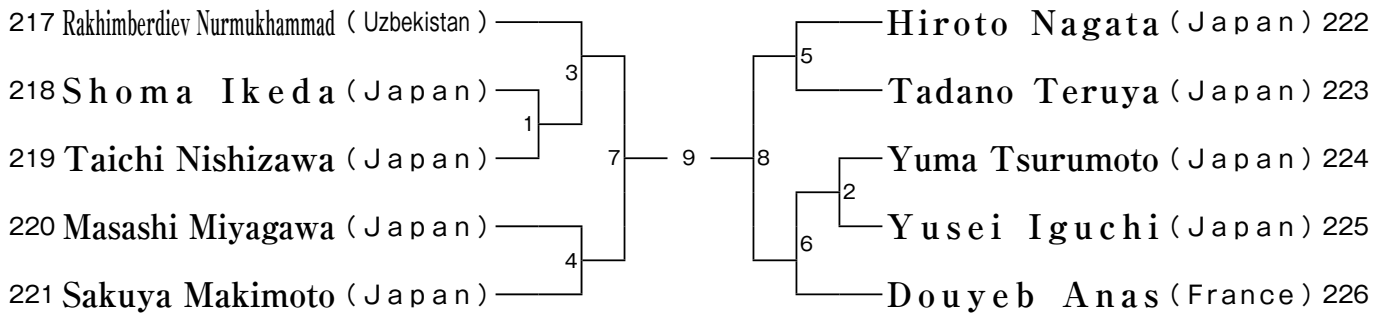 217 Rakhimberdiev Nurmukhammad (Uzbekistan)
3
218 Shoma Ikeda (Japan)
1
219 Taichi Nishizawa (Japan)
7
220 Masashi Miyagawa (Japan)
4
221 Sakuya Makimoto (Japan)
9
Hiroto Nagata (Japan) 222
5
Tadano Teruya (Japan) 223
8
Yuma Tsurumoto (Japan) 224
2
Yusei Iguchi (Japan) 225
6
Douyeb Anas (France) 226